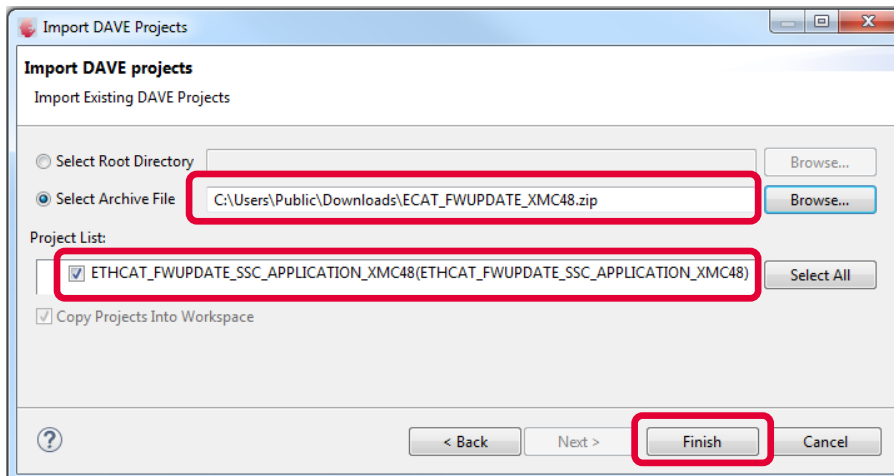 Import DAVE Projects
Import DAVE projects
Import Existing DAVE Projects
Select Root Directory
Browse...
Select Archive File
C:\Users\Public\Downloads\ECAT_FWUPDATE_XMC48.zip
Browse...
Project List:
ETHCAT_FWUPDATE_SSC_APPLICATION_XMC48(ETHCAT_FWUPDATE_SSC_APPLICATION_XMC48)
Select All
Copy Projects Into Workspace
?
< Back
Next >
Finish
Cancel